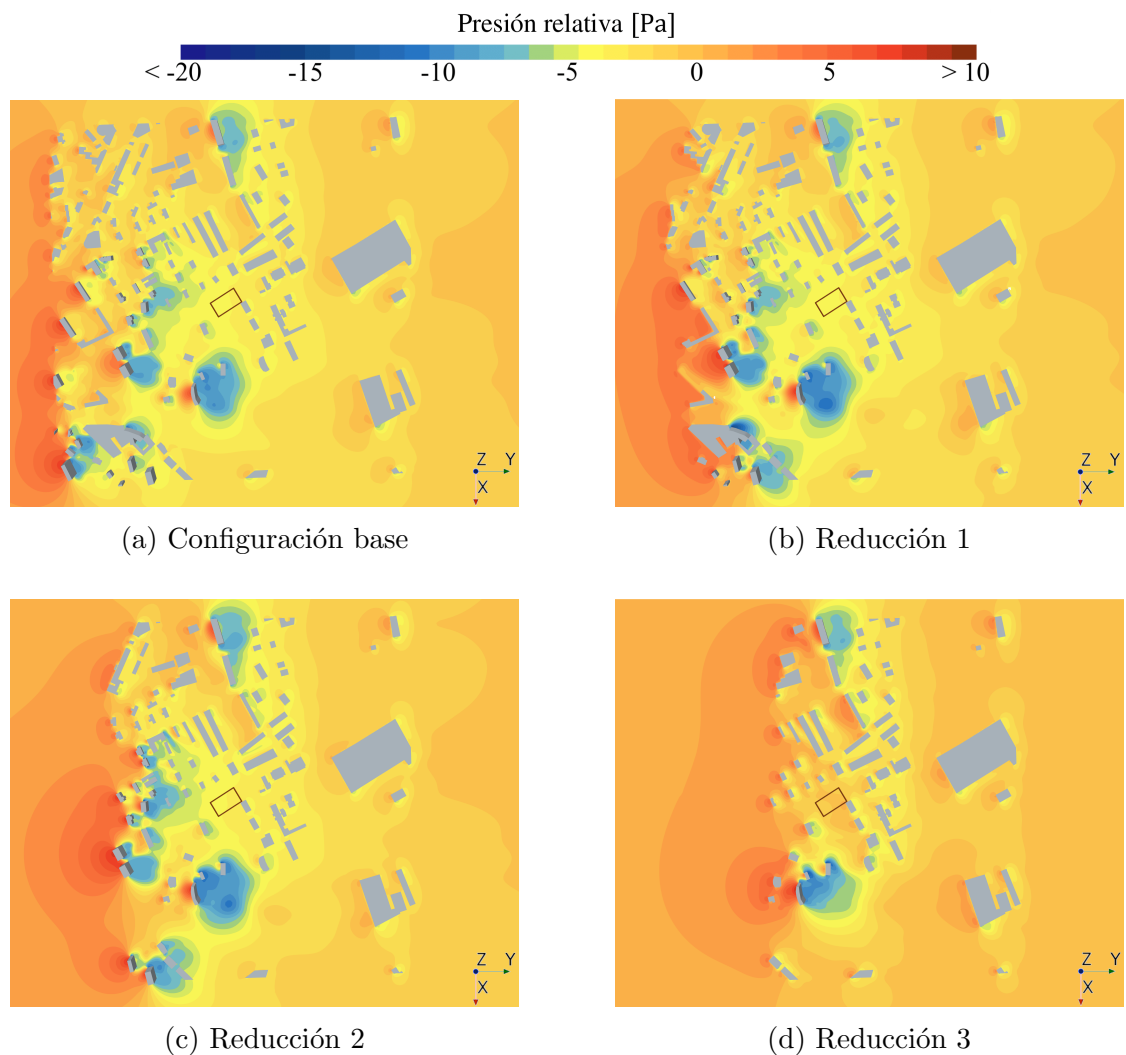 Presión relativa [Pa]
< -20 -15 -10 -5 0 5 > 10
Z Y
X
Z Y
X
(a) Configuración base
(b) Reducción 1
Z Y
X
Z Y
X
(c) Reducción 2
(d) Reducción 3